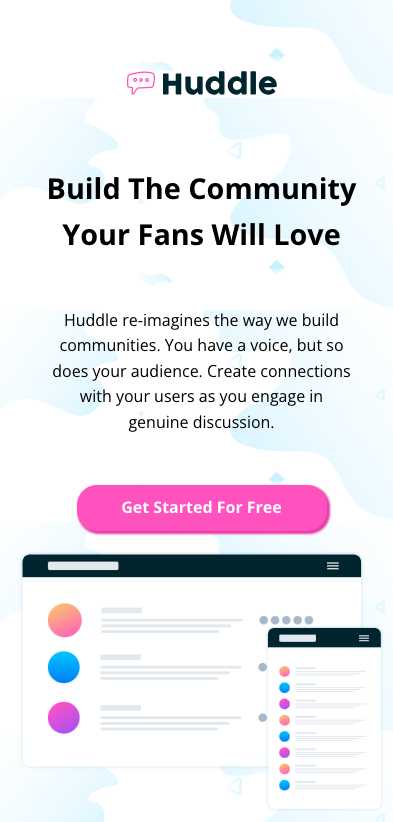 Huddle
Build The Community
Your Fans Will Love
Huddle re-imagines the way we build
communities. You have a voice, but so
does your audience. Create connections
with your users as you engage in
genuine discussion.
Get Started For Free